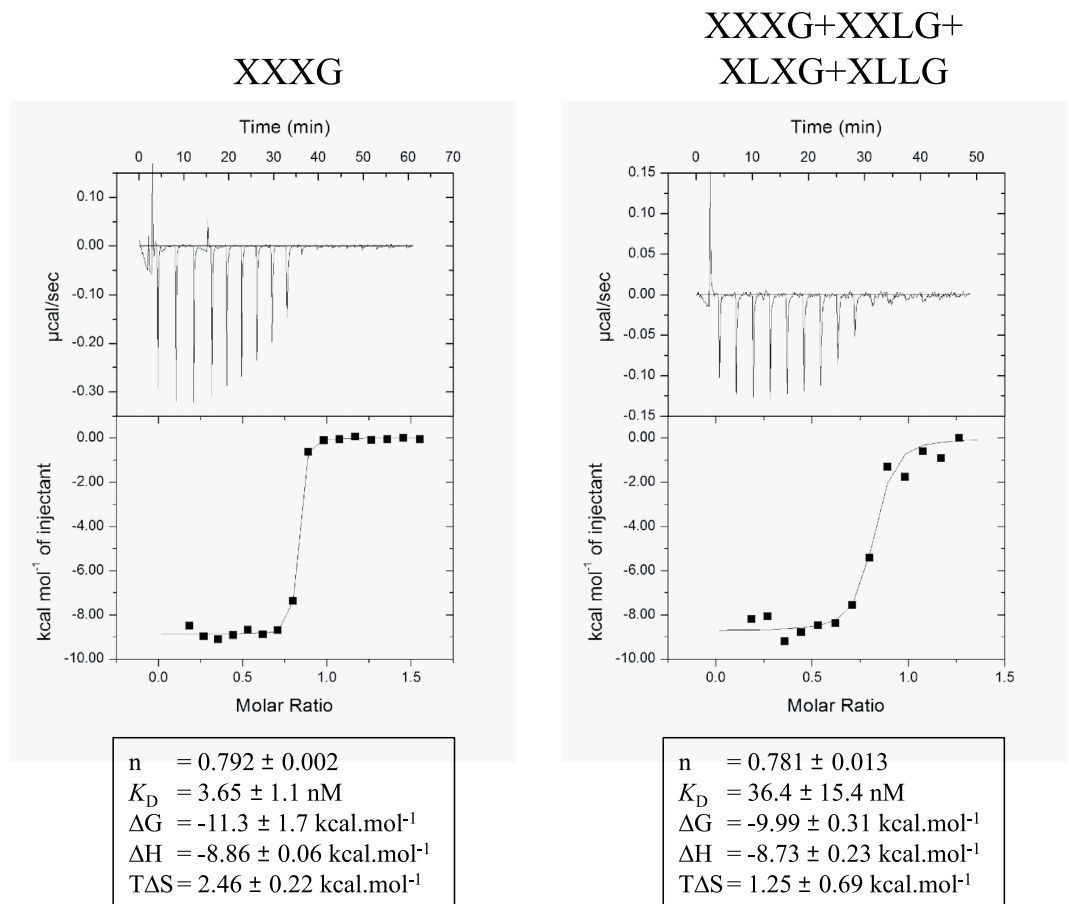 XXXG
Time (min)
0 10 20 30 40 50 60 70
0.10
0.00
-0.10
-0.20
-0.30
µcal/sec
0.00
-2.00
-4.00
-6.00
-8.00
-10.00
kcal mol⁻¹ of injectant
0.0 0.5 1.0 1.5
Molar Ratio
n = 0.792 ± 0.002
K_D = 3.65 ± 1.1 nM
ΔG = -11.3 ± 1.7 kcal.mol⁻¹
ΔH = -8.86 ± 0.06 kcal.mol⁻¹
TΔS = 2.46 ± 0.22 kcal.mol⁻¹
XXXG+XXLG+
XLXG+XLLG
Time (min)
0 10 20 30 40 50
0.15
0.10
0.05
0.00
-0.05
-0.10
-0.15
µcal/sec
0.00
-2.00
-4.00
-6.00
-8.00
-10.00
kcal mol⁻¹ of injectant
0.0 0.5 1.0 1.5
Molar Ratio
n = 0.781 ± 0.013
K_D = 36.4 ± 15.4 nM
ΔG = -9.99 ± 0.31 kcal.mol⁻¹
ΔH = -8.73 ± 0.23 kcal.mol⁻¹
TΔS = 1.25 ± 0.69 kcal.mol⁻¹